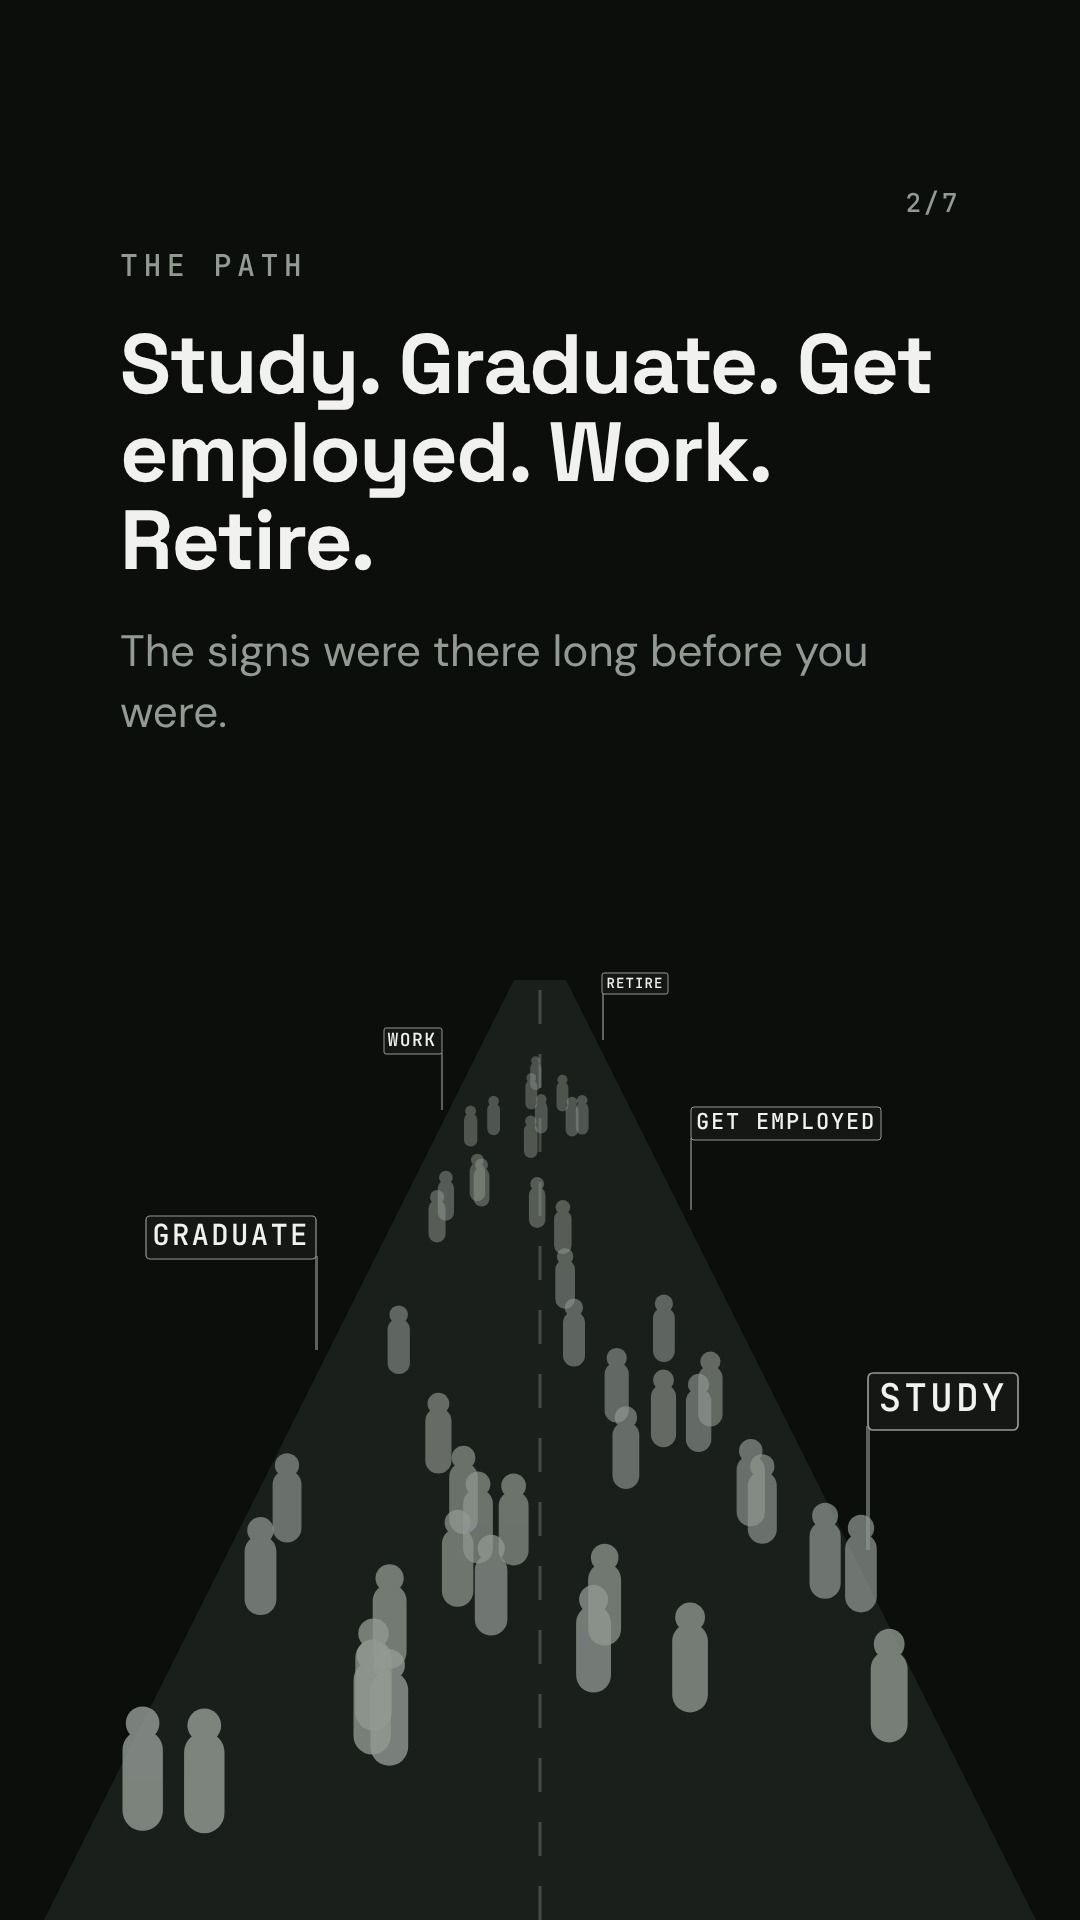 2/7
THE PATH
Study. Graduate. Get
employed. Work.
Retire.
The signs were there long before you
were.
RETIRE
WORK
GET EMPLOYED
GRADUATE
STUDY